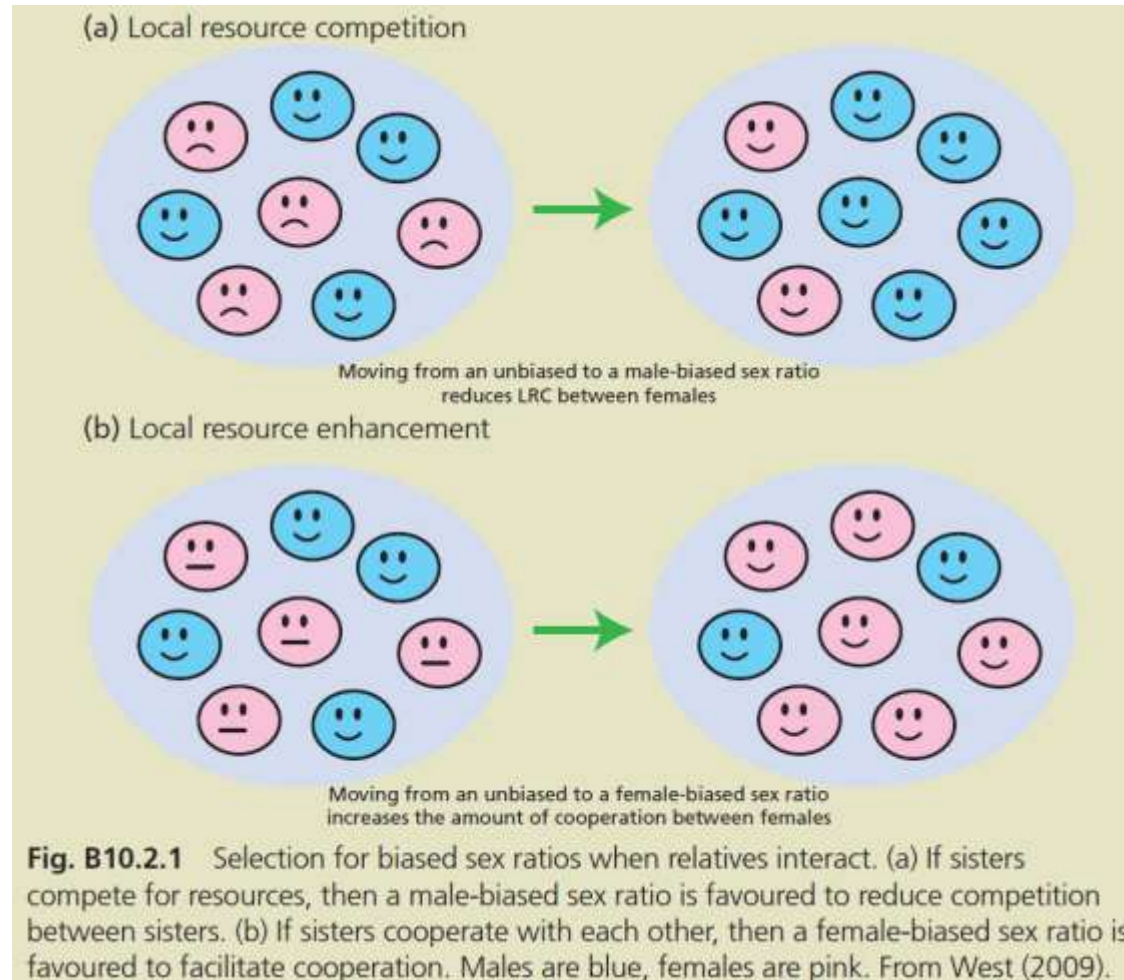 (a) Local resource competition
Moving from an unbiased to a male-biased sex ratio
reduces LRC between females
(b) Local resource enhancement
Moving from an unbiased to a female-biased sex ratio
increases the amount of cooperation between females
Fig. B10.2.1 Selection for biased sex ratios when relatives interact. (a) If sisters
compete for resources, then a male-biased sex ratio is favoured to reduce competition
between sisters. (b) If sisters cooperate with each other, then a female-biased sex ratio is
favoured to facilitate cooperation. Males are blue, females are pink. From West (2009).